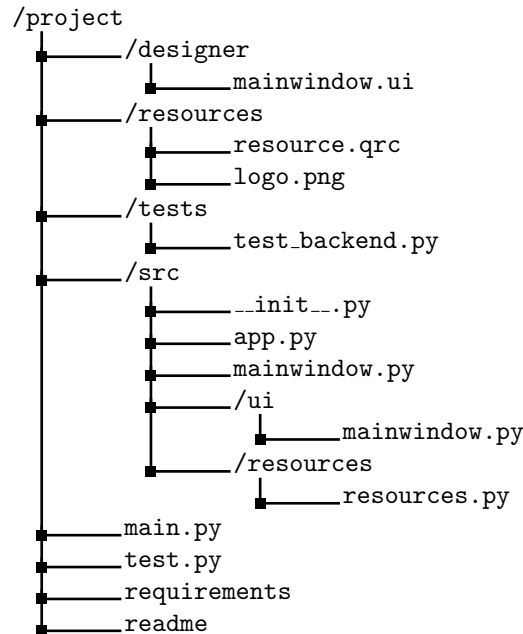 /project
/designer
mainwindow.ui
/resources
resource.qrc
logo.png
/tests
test_backend.py
/src
__init__.py
app.py
mainwindow.py
/ui
mainwindow.py
/resources
resources.py
main.py
test.py
requirements
readme